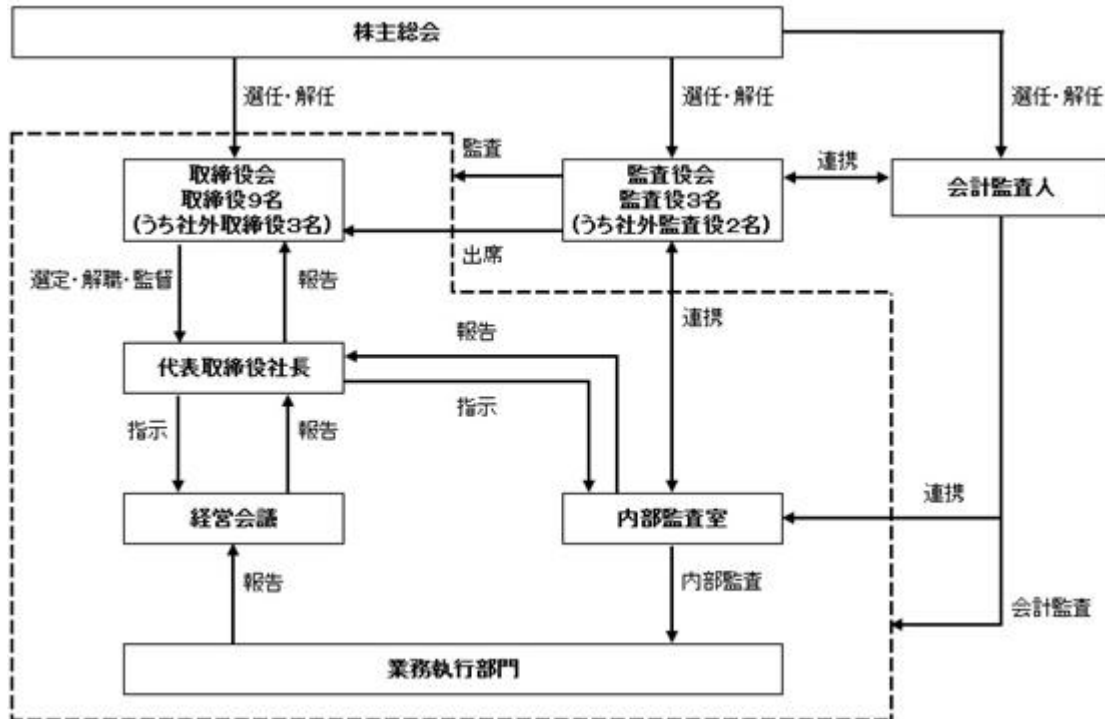 株主総会
選任・解任
選任・解任
選任・解任
監査
連携
取締役会
取締役9名
(うち社外取締役3名)
監査役会
監査役3名
(うち社外監査役2名)
会計監査人
出席
選定・解職・監督
報告
連携
報告
代表取締役社長
指示
指示
報告
連携
経営会議
内部監査室
報告
内部監査
会計監査
業務執行部門